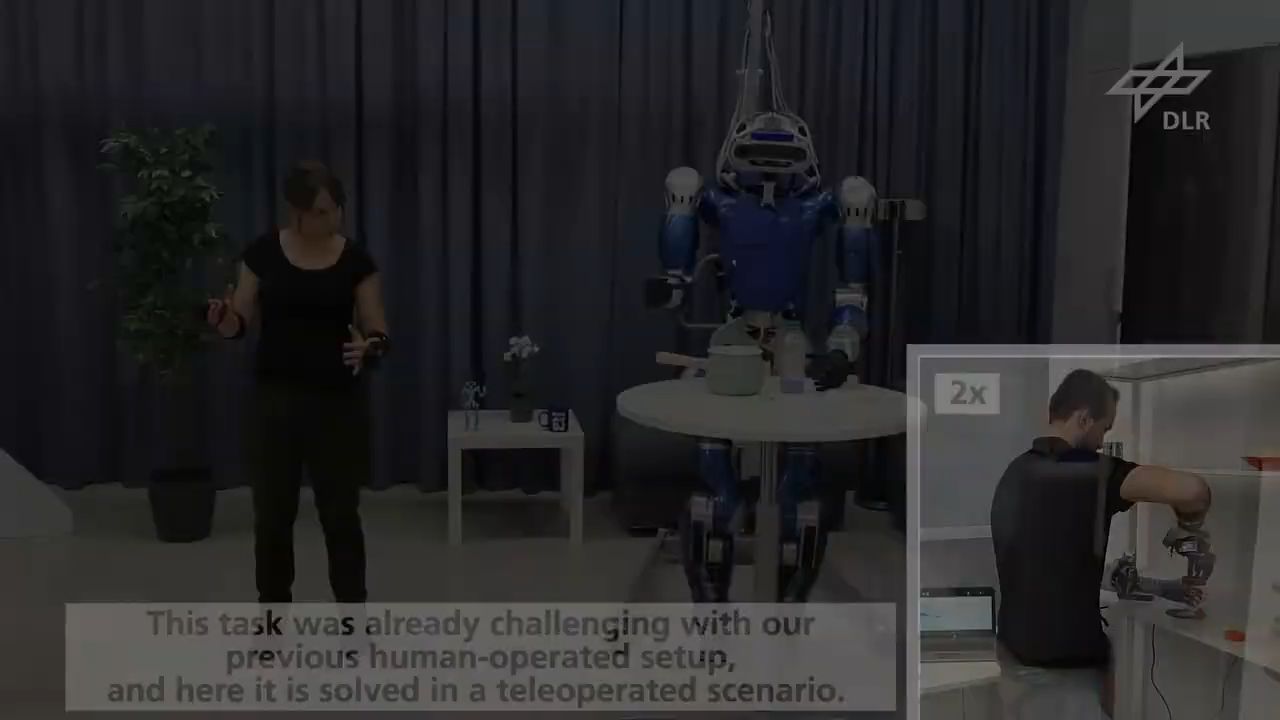 DLR
2x
This task was already challenging with our
previous human-operated setup,
and here it is solved in a teleoperated scenario.